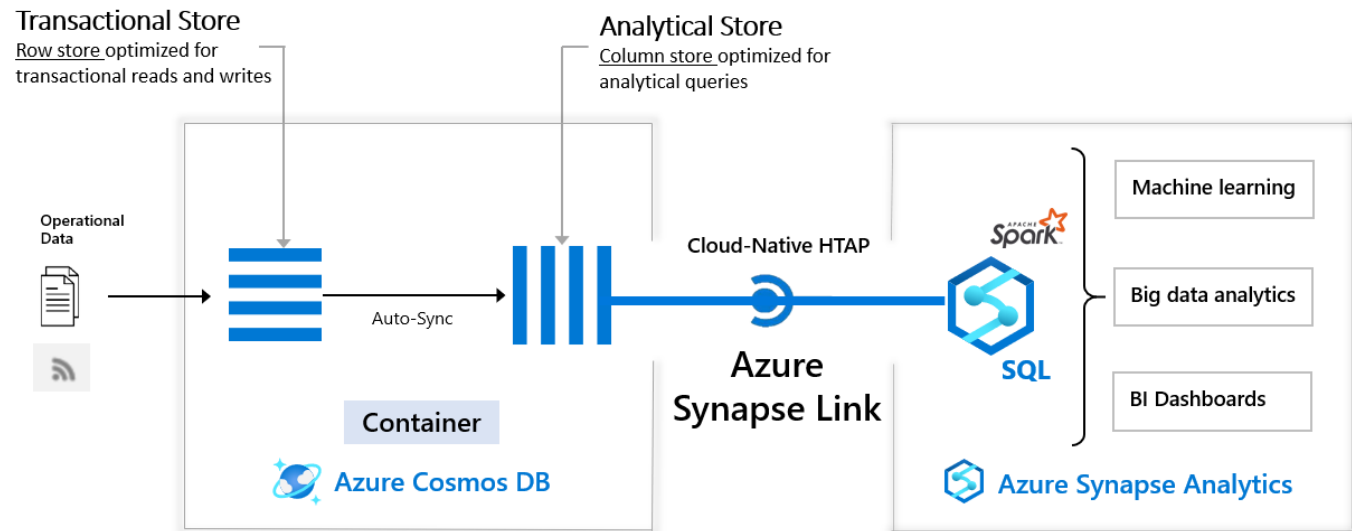 Transactional Store
Row store optimized for
transactional reads and writes
Analytical Store
Column store optimized for
analytical queries
Operational
Data
Auto-Sync
Container
Azure Cosmos DB
Cloud-Native HTAP
Azure
Synapse Link
APACHE
Spark
SQL
Machine learning
Big data analytics
BI Dashboards
Azure Synapse Analytics